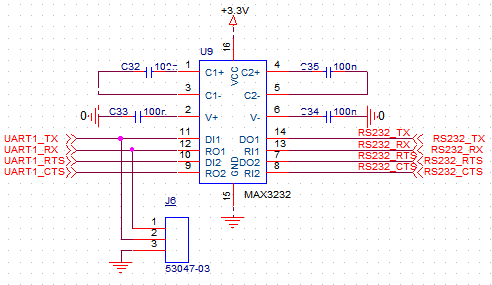 +3.3V
U9
16
C32 100n 1 C1+ VCC C2+ 4 C35 100n
3 C1- C2- 5
0 C33 100n 2 V+ V- 6 C34 100n 0
UART1_TX 11 DI1 DO1 14 RS232_TX RS232_TX
UART1_RX 12 RO1 RI1 13 RS232_RX RS232_RX
UART1_RTS 10 DI2 DO2 7 RS232_RTS RS232_RTS
UART1_CTS 9 RO2 GND RI2 8 RS232_CTS RS232_CTS
15 MAX3232
J6
1
2
3
53047-03